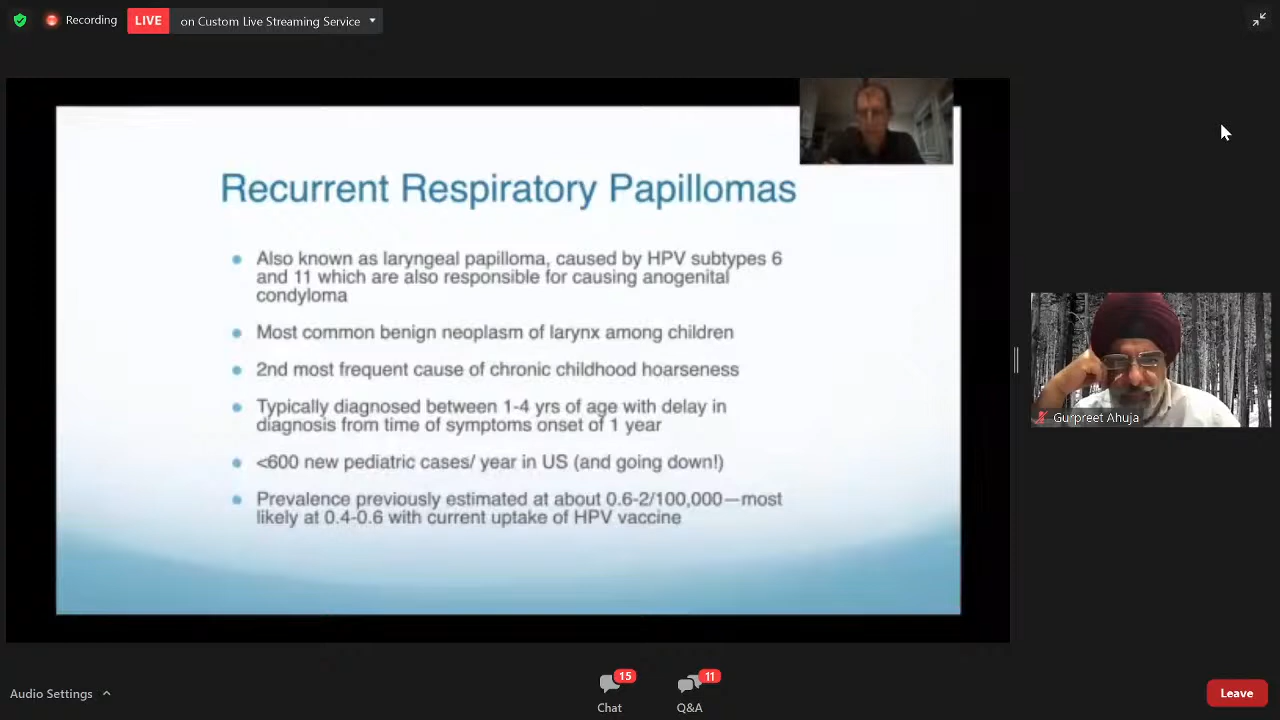 Recording
LIVE
on Custom Live Streaming Service
Recurrent Respiratory Papillomas
Also known as laryngeal papilloma, caused by HPV subtypes 6
and 11 which are also responsible for causing anogenital
condyloma
Most common benign neoplasm of larynx among children
2nd most frequent cause of chronic childhood hoarseness
Typically diagnosed between 1-4 yrs of age with delay in
diagnosis from time of symptoms onset of 1 year
<600 new pediatric cases/ year in US (and going down!)
Prevalence previously estimated at about 0.6-2/100,000—most
likely at 0.4-0.6 with current uptake of HPV vaccine
Gurpreet Ahuja
Audio Settings
15
Chat
11
Q&A
Leave